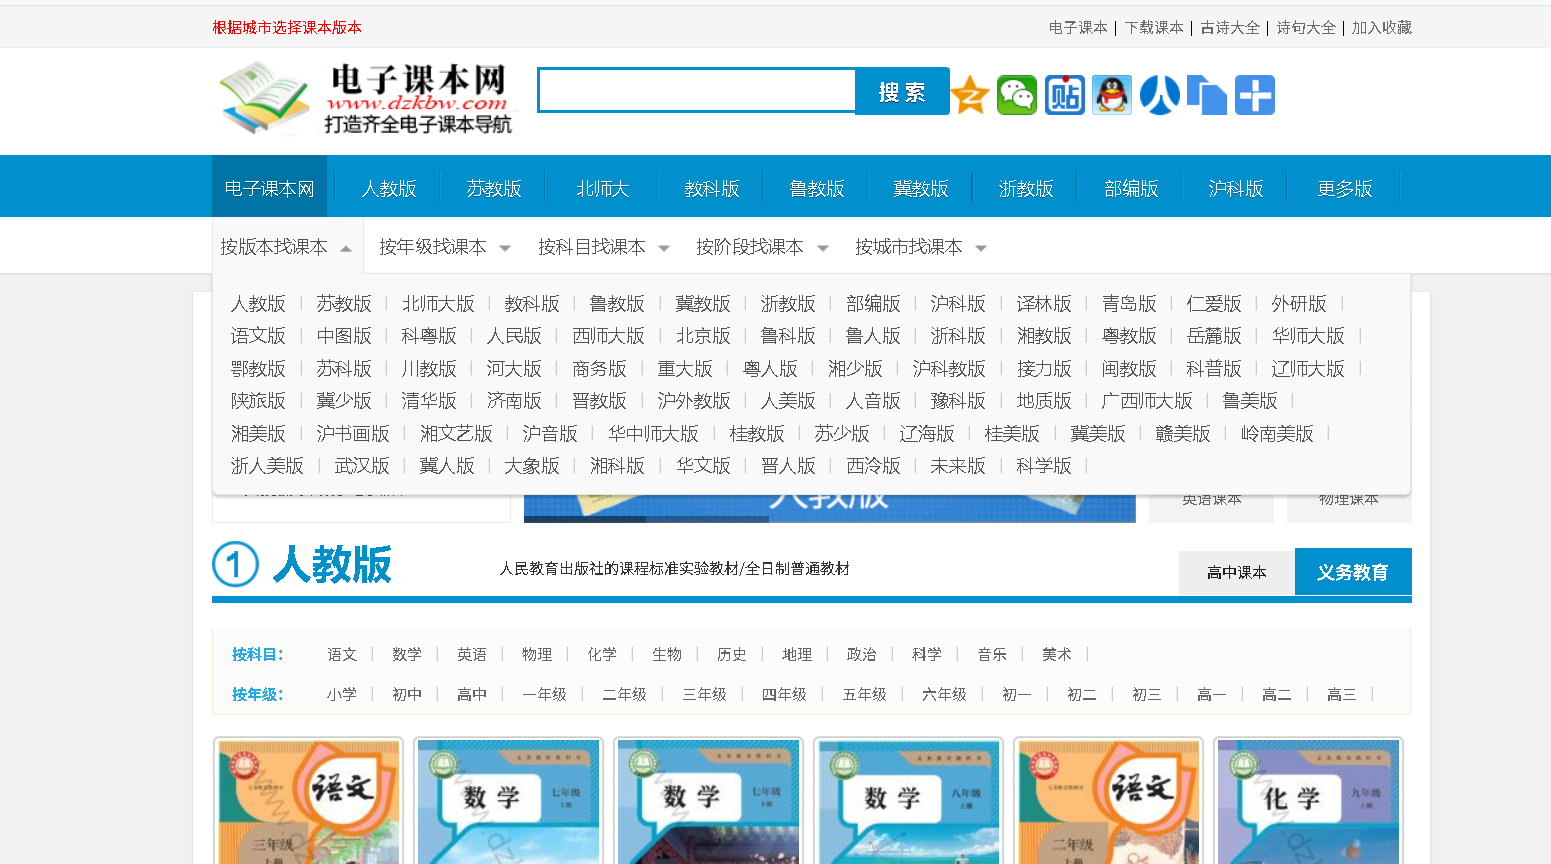 根据城市选择课本版本
电子课本 | 下载课本 | 古诗大全 | 诗句大全 | 加入收藏
电子课本网
www.dzkbw.com
打造齐全电子课本导航
搜 索
贴
电子课本网 人教版 苏教版 北师大 教科版 鲁教版 冀教版 浙教版 部编版 沪科版 更多版
按版本找课本 按年级找课本 按科目找课本 按阶段找课本 按城市找课本
人教版 | 苏教版 | 北师大版 | 教科版 | 鲁教版 | 冀教版 | 浙教版 | 部编版 | 沪科版 | 译林版 | 青岛版 | 仁爱版 | 外研版 |
语文版 | 中图版 | 科粤版 | 人民版 | 西师大版 | 北京版 | 鲁科版 | 鲁人版 | 浙科版 | 湘教版 | 粤教版 | 岳麓版 | 华师大版 |
鄂教版 | 苏科版 | 川教版 | 河大版 | 商务版 | 重大版 | 粤人版 | 湘少版 | 沪科教版 | 接力版 | 闽教版 | 科普版 | 辽师大版 |
陕旅版 | 冀少版 | 清华版 | 济南版 | 晋教版 | 沪外教版 | 人美版 | 人音版 | 豫科版 | 地质版 | 广西师大版 | 鲁美版 |
湘美版 | 沪书画版 | 湘文艺版 | 沪音版 | 华中师大版 | 桂教版 | 苏少版 | 辽海版 | 桂美版 | 冀美版 | 赣美版 | 岭南美版 |
浙人美版 | 武汉版 | 冀人版 | 大象版 | 湘科版 | 华文版 | 晋人版 | 西泠版 | 未来版 | 科学版 |
人教版
英语课本 物理课本
1 人教版 人民教育出版社的课程标准实验教材/全日制普通教材 高中课本 义务教育
按科目： 语文 | 数学 | 英语 | 物理 | 化学 | 生物 | 历史 | 地理 | 政治 | 科学 | 音乐 | 美术 |
按年级： 小学 | 初中 | 高中 | 一年级 | 二年级 | 三年级 | 四年级 | 五年级 | 六年级 | 初一 | 初二 | 初三 | 高一 | 高二 | 高三 |
语文
三年级
上册
数学
七年级
上册
数学
七年级
下册
数学
八年级
上册
语文
二年级
上册
化学
九年级
上册